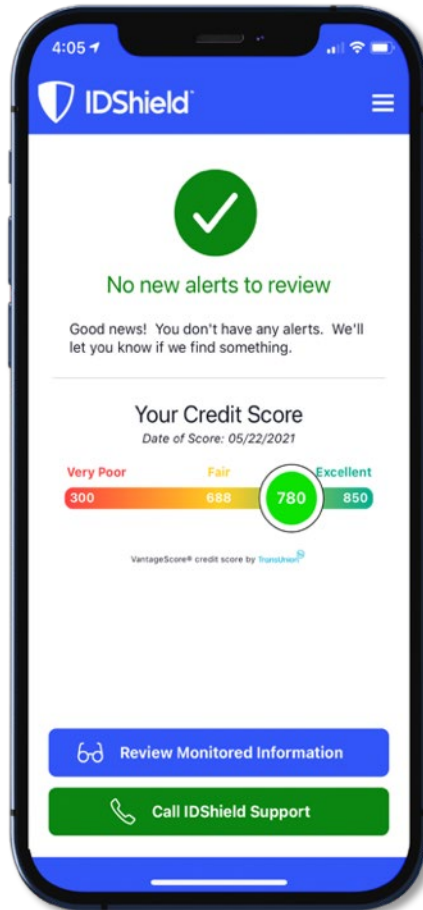 4:05
IDShield
No new alerts to review
Good news! You don't have any alerts. We'll
let you know if we find something.
Your Credit Score
Date of Score: 05/22/2021
Very Poor Fair Excellent
300 688 780 850
VantageScore® credit score by TransUnion
Review Monitored Information
Call IDShield Support